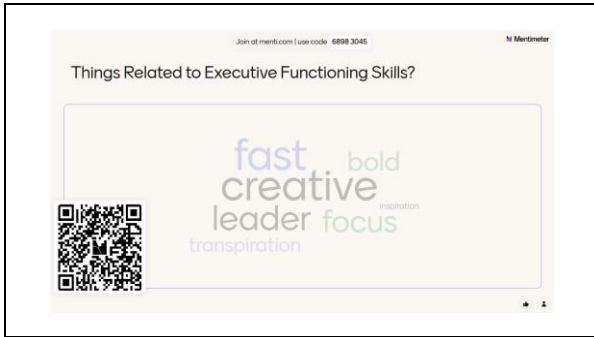 Join at menti.com | use code 6898 3045
Mentimeter
Things Related to Executive Functioning Skills?
fast bold
creative
inspiration
leader focus
transpiration